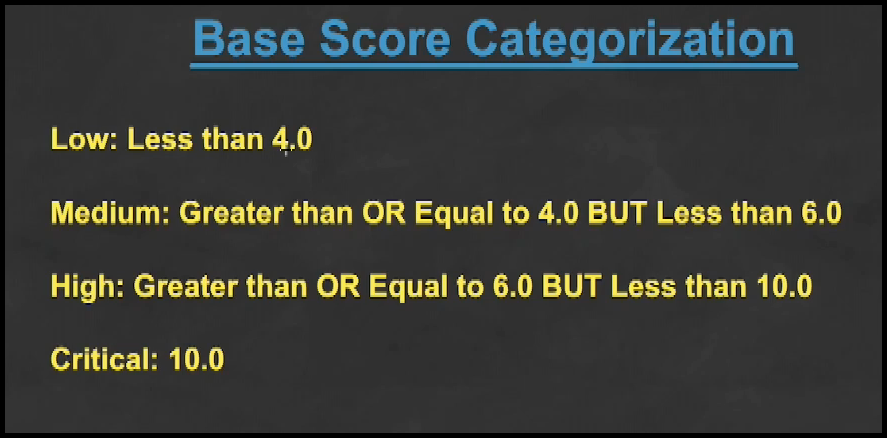 Base Score Categorization
Low: Less than 4.0
Medium: Greater than OR Equal to 4.0 BUT Less than 6.0
High: Greater than OR Equal to 6.0 BUT Less than 10.0
Critical: 10.0